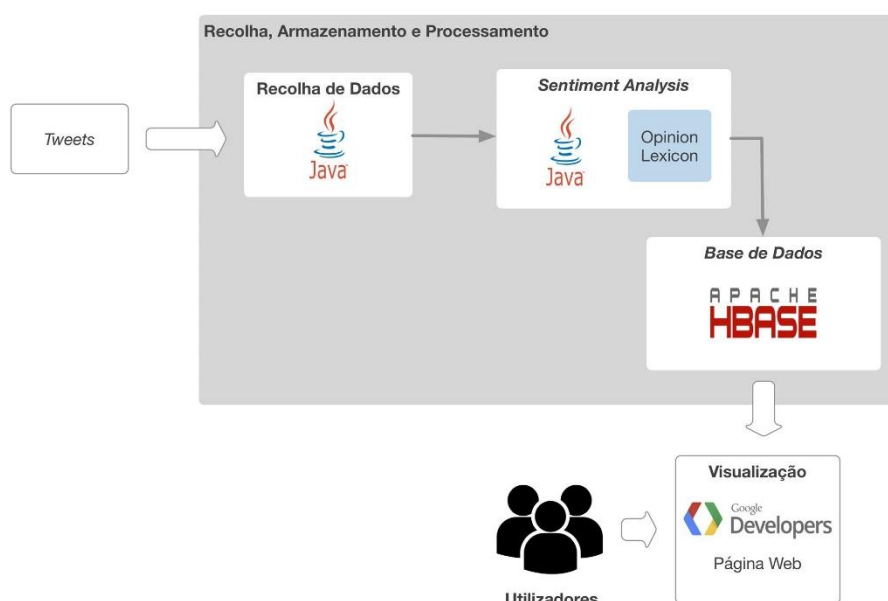 Recolha, Armazenamento e Processamento
Tweets
Recolha de Dados
Java
Sentiment Analysis
Java
Opinion
Lexicon
Base de Dados
APACHE
HBASE
Visualização
Google
Developers
Página Web
Utilizadores